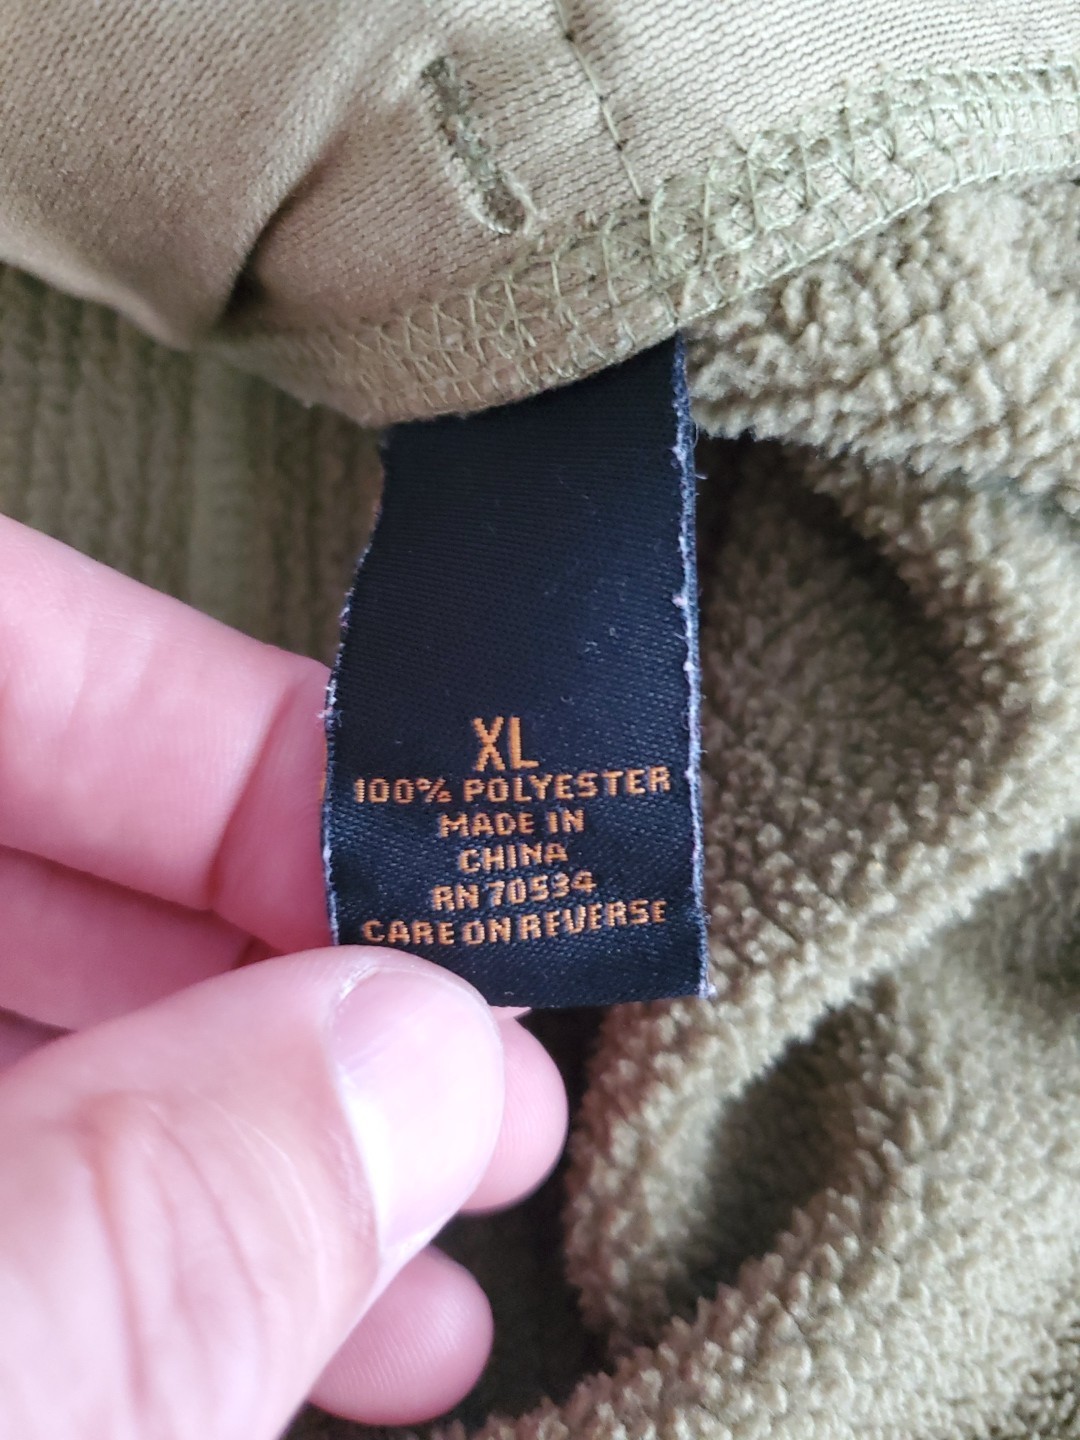 XL
100% POLYESTER
MADE IN
CHINA
RN 70534
CARE ON REVERSE